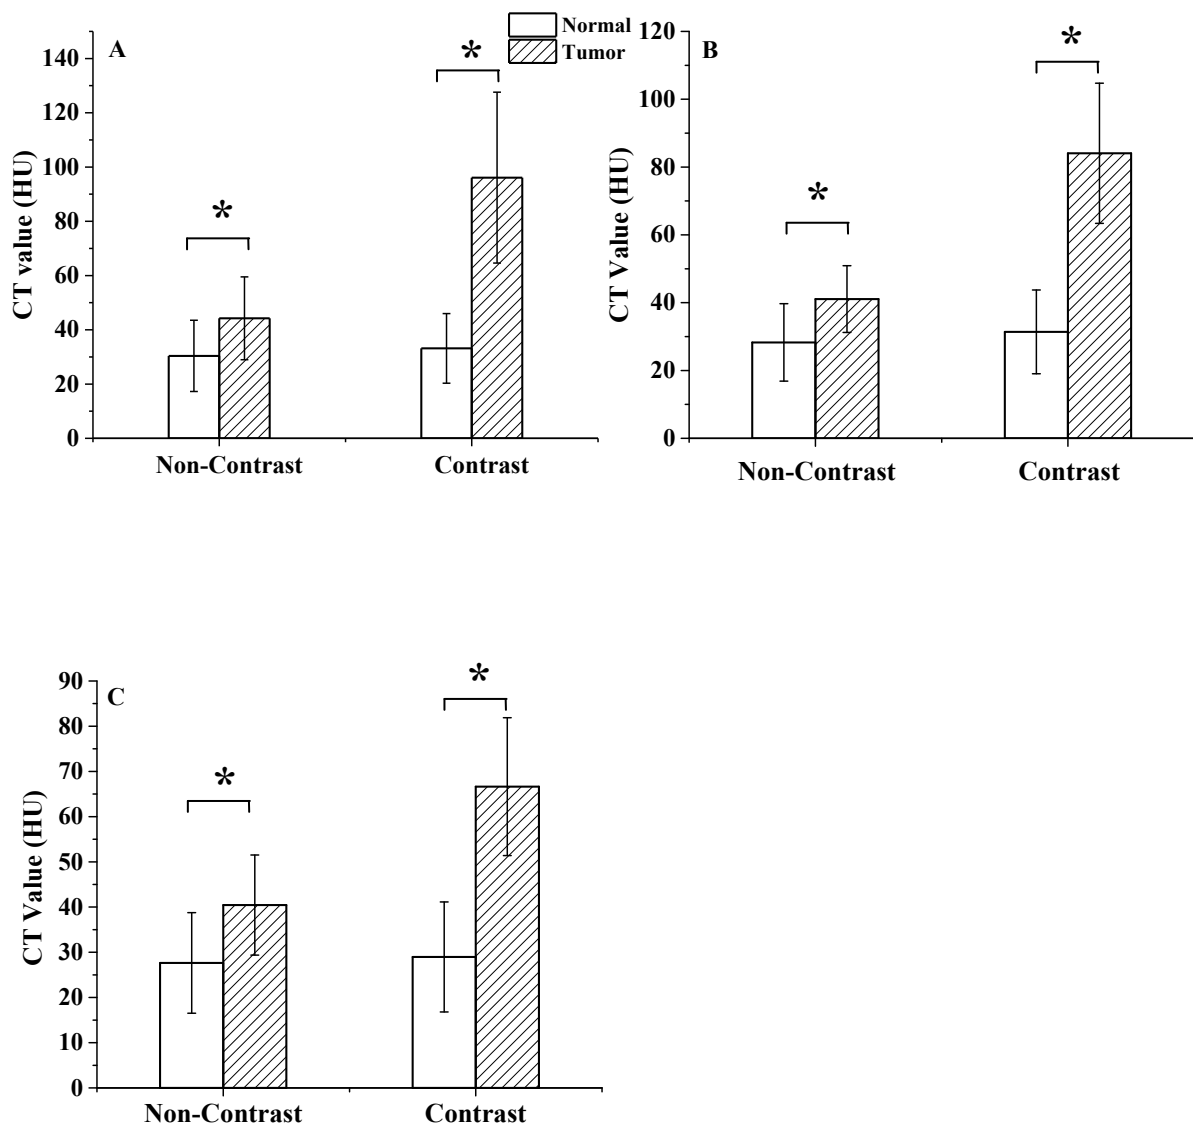 A
Normal
Tumor
*
*
CT value (HU)
140
120
100
80
60
40
20
0
Non-Contrast
Contrast
B
*
*
CT Value (HU)
120
100
80
60
40
20
0
Non-Contrast
Contrast
C
*
*
CT Value (HU)
90
80
70
60
50
40
30
20
10
0
Non-Contrast
Contrast